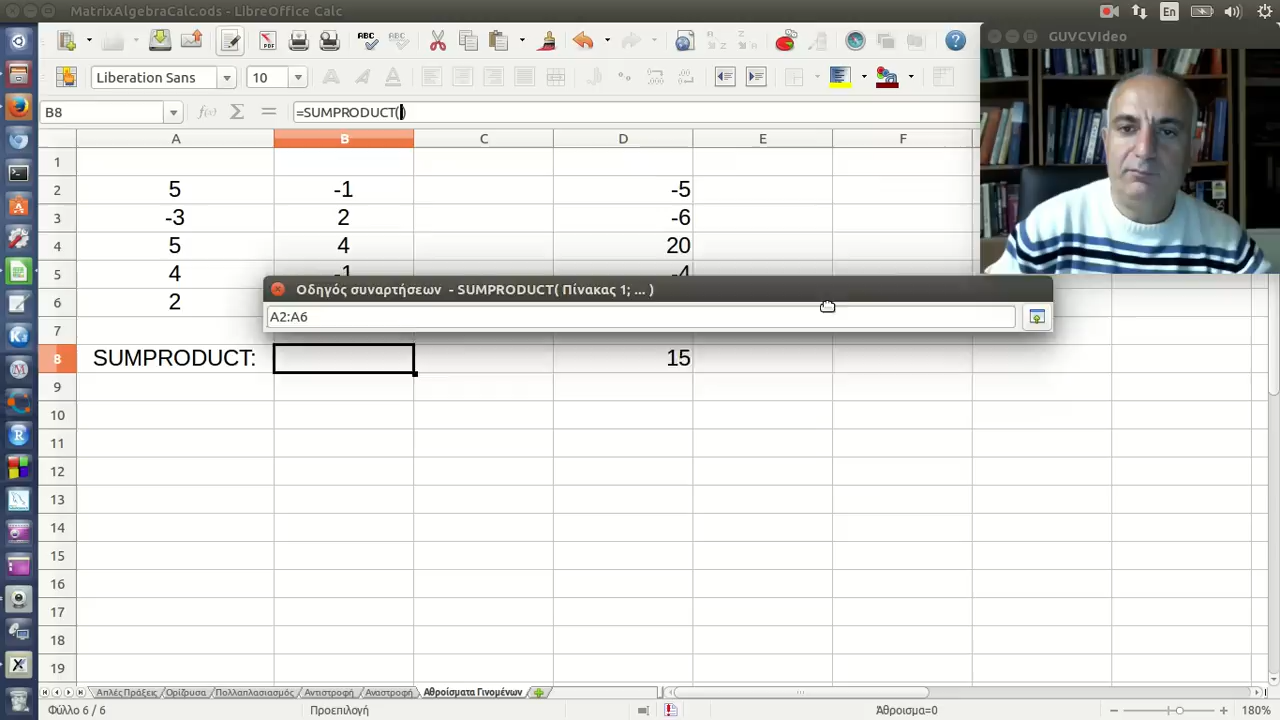 MatrixAlgebraCalc.ods - LibreOffice Calc
En
GUVCVIdeo
Liberation Sans 10
B8 =SUMPRODUCT()
A B C D E F
1
2 5 -1 -5
3 -3 2 -6
4 5 4 20
5 4 -1 -4
6 2
Οδηγός συναρτήσεων - SUMPRODUCT( Πίνακας 1; ... )
A2:A6
7
8 SUMPRODUCT: 15
9
10
11
12
13
14
15
16
17
18
19
Απλές Πράξεις Ορίζουσα Πολλαπλασιασμός Αντιστροφή Αναστροφή Αθροίσματα Γινομένων
Φύλλο 6 / 6 Προεπιλογή Άθροισμα=0 180%